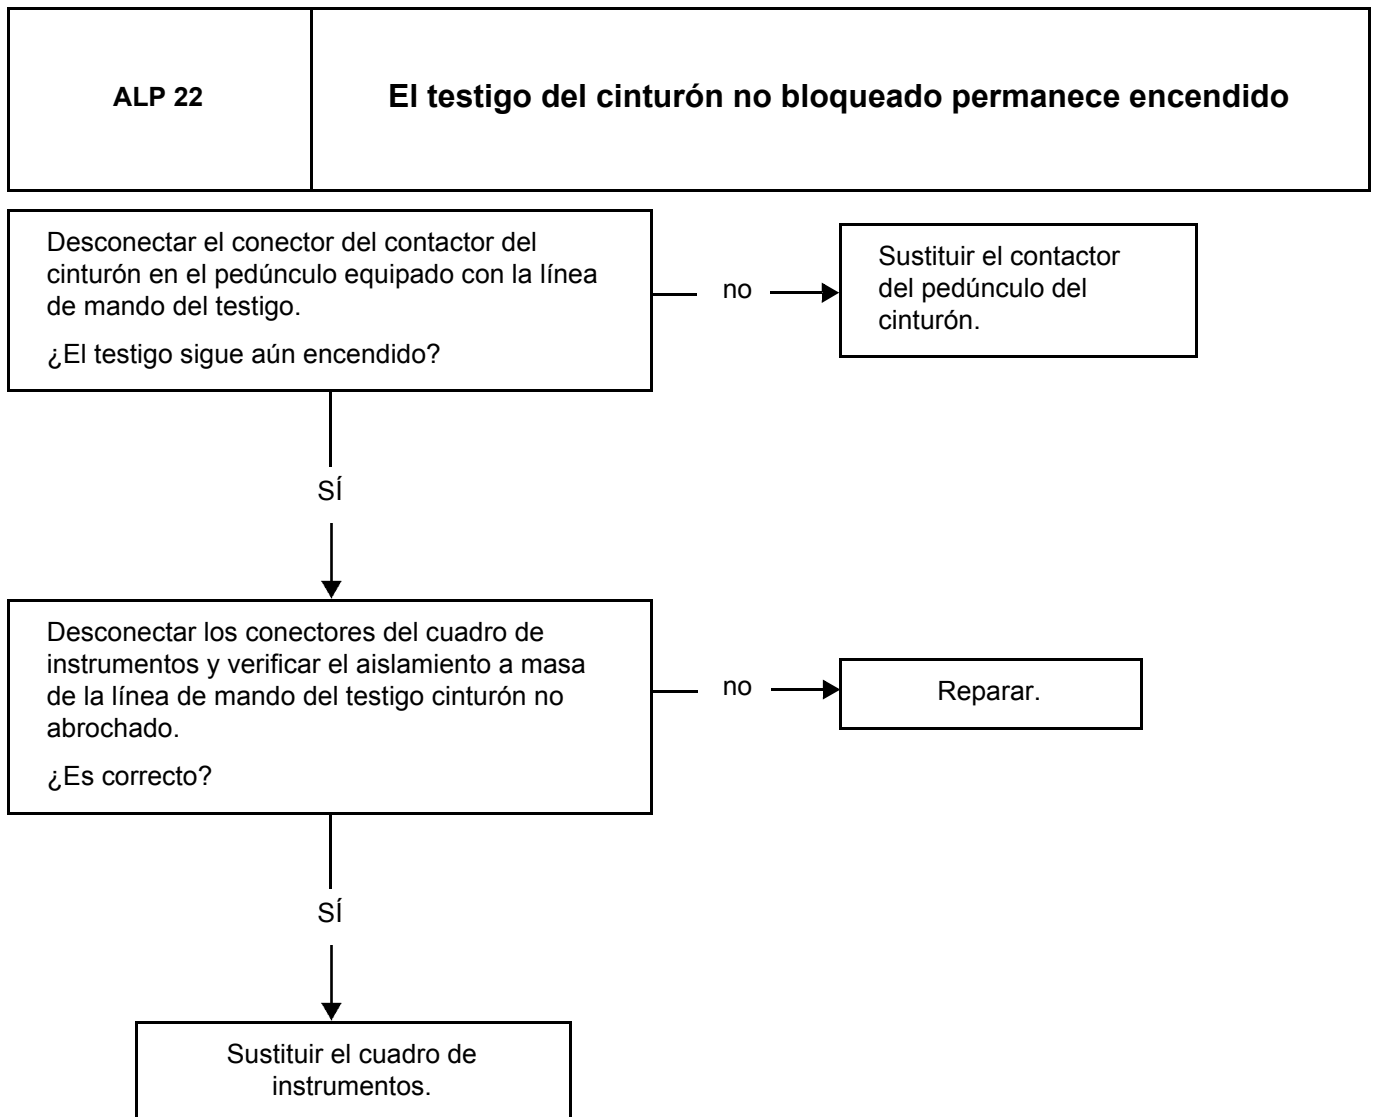 ALP 22
El testigo del cinturón no bloqueado permanece encendido
Desconectar el conector del contactor del
cinturón en el pedúnculo equipado con la línea
de mando del testigo.
¿El testigo sigue aún encendido?
no
Sustituir el contactor
del pedúnculo del
cinturón.
SÍ
Desconectar los conectores del cuadro de
instrumentos y verificar el aislamiento a masa
de la línea de mando del testigo cinturón no
abrochado.
¿Es correcto?
no
Reparar.
SÍ
Sustituir el cuadro de
instrumentos.